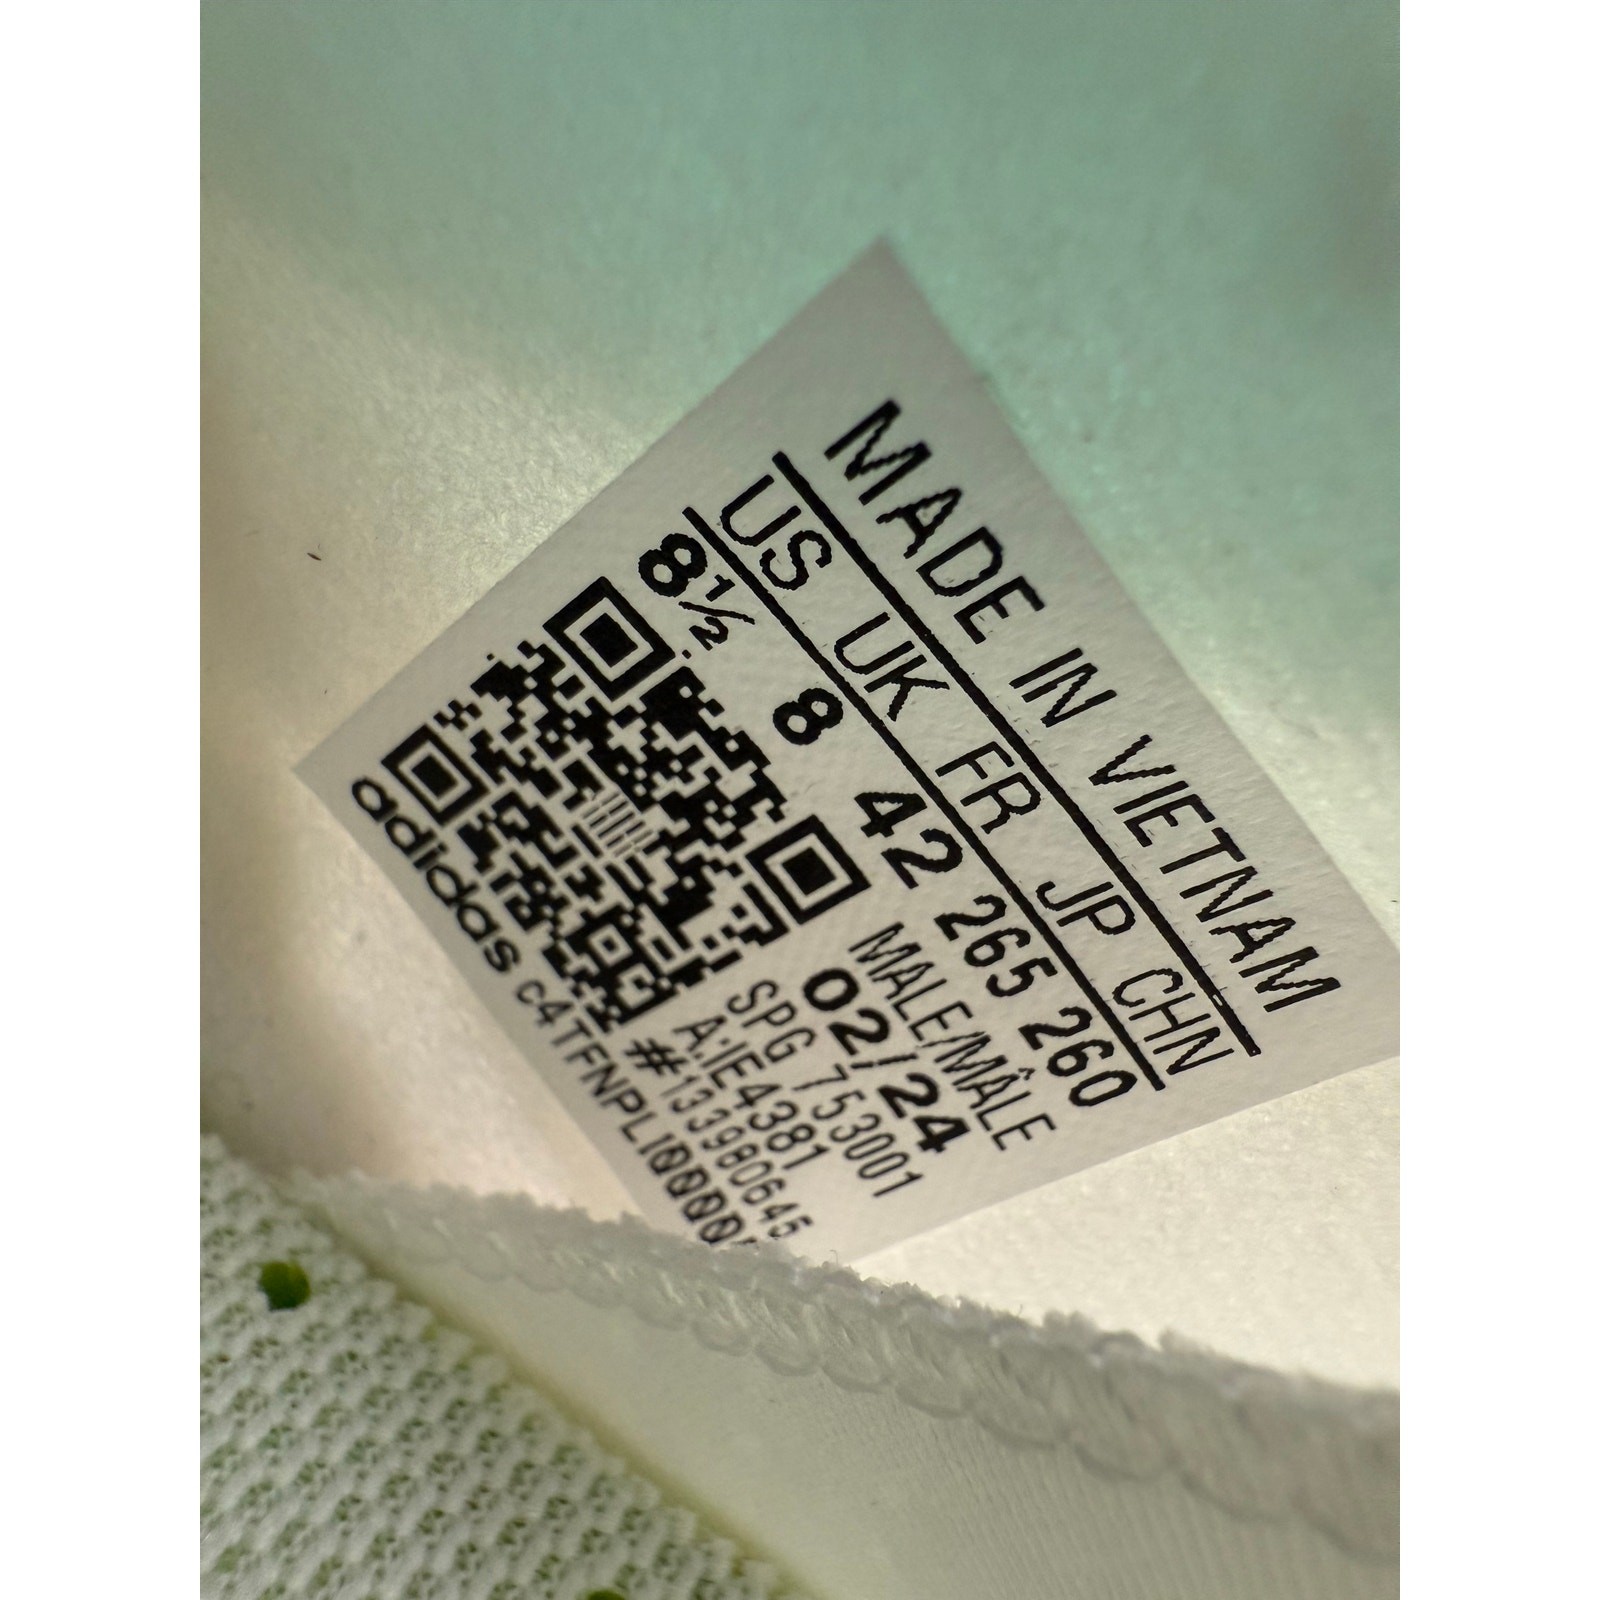 MADE IN VIETNAM
US UK FR JP CHN
8½ 8 42 265 260
MALE/MÂLE
02/24
SPG 753001
A:IE4381
#133980645
adidas c4TFNPLI0000